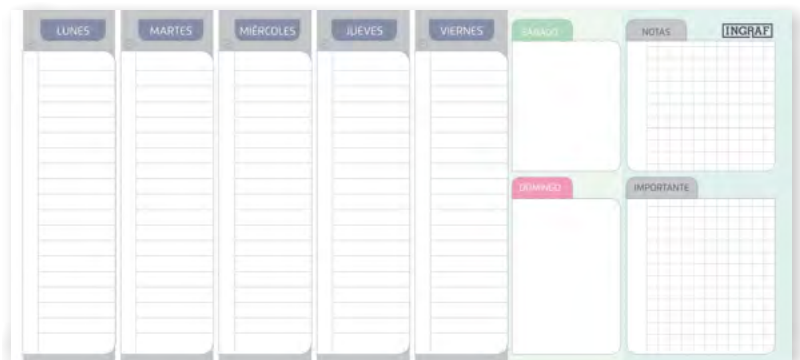 LUNES
MARTES
MIÉRCOLES
JUEVES
VIERNES
SÁBADO
NOTAS
INGRAF
DOMINGO
IMPORTANTE